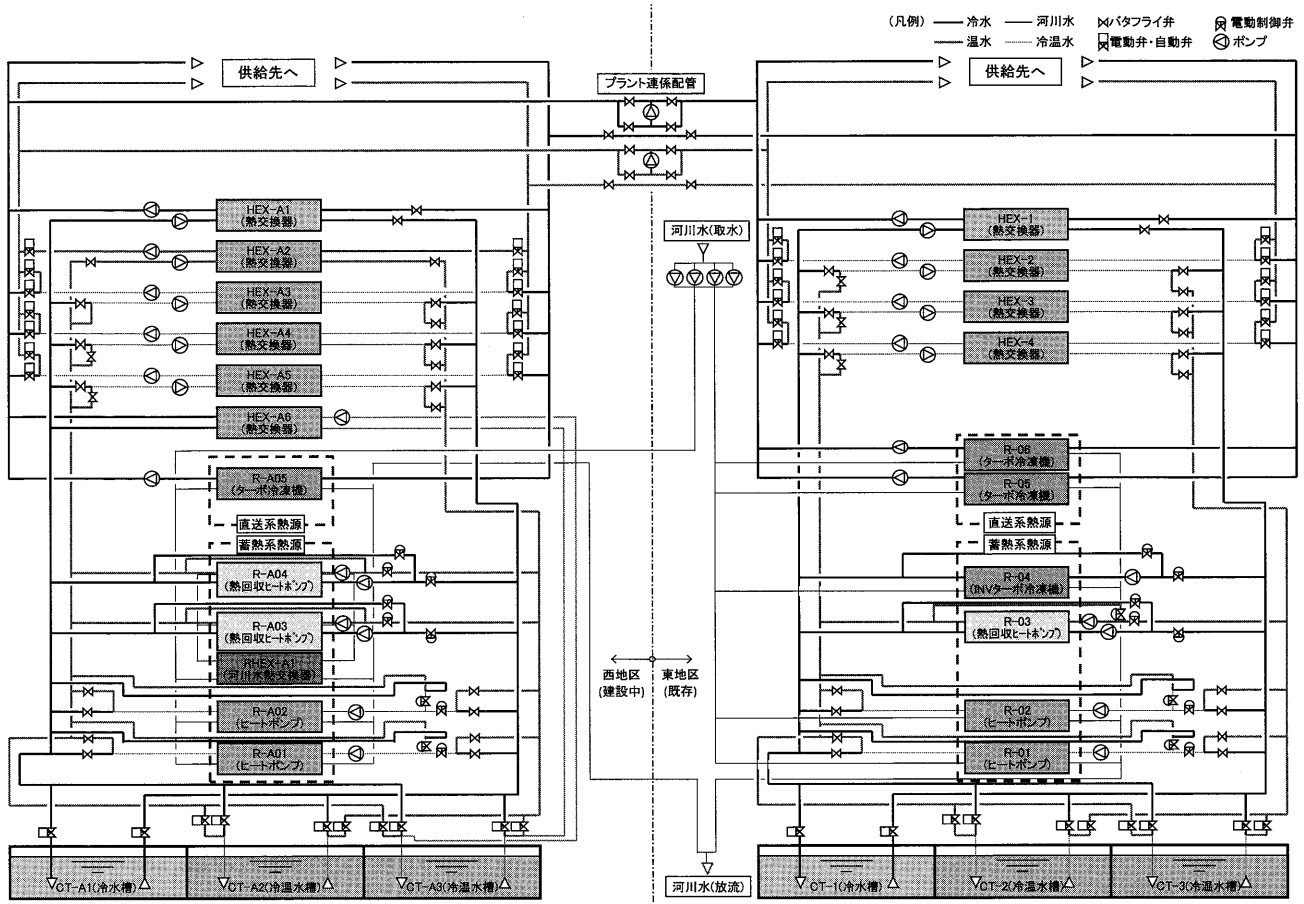 (凡例) 冷水 河川水 バタフライ弁 電動制御弁
温水 冷温水 電動弁・自動弁 ポンプ
供給先へ
プラント連係配管
供給先へ
HEX-A1
(熱交換器)
HEX-A2
(熱交換器)
HEX-A3
(熱交換器)
HEX-A4
(熱交換器)
HEX-A5
(熱交換器)
HEX-A6
(熱交換器)
R-A05
(ターボ冷凍機)
直送系熱源
蓄熱系熱源
R-A04
(熱回収ヒートポンプ)
R-A03
(熱回収ヒートポンプ)
RHEX-A1
(河川水熱交換器)
R-A02
(ヒートポンプ)
R-A01
(ヒートポンプ)
CT-A1(冷水槽)
CT-A2(冷温水槽)
CT-A3(冷温水槽)
河川水(取水)
西地区
(建設中)
東地区
(既存)
河川水(放流)
HEX-1
(熱交換器)
HEX-2
(熱交換器)
HEX-3
(熱交換器)
HEX-4
(熱交換器)
R-06
(ターボ冷凍機)
R-05
(ターボ冷凍機)
直送系熱源
蓄熱系熱源
R-04
(INVターボ冷凍機)
R-03
(熱回収ヒートポンプ)
R-02
(ヒートポンプ)
R-01
(ヒートポンプ)
CT-1(冷水槽)
CT-2(冷温水槽)
CT-3(冷温水槽)